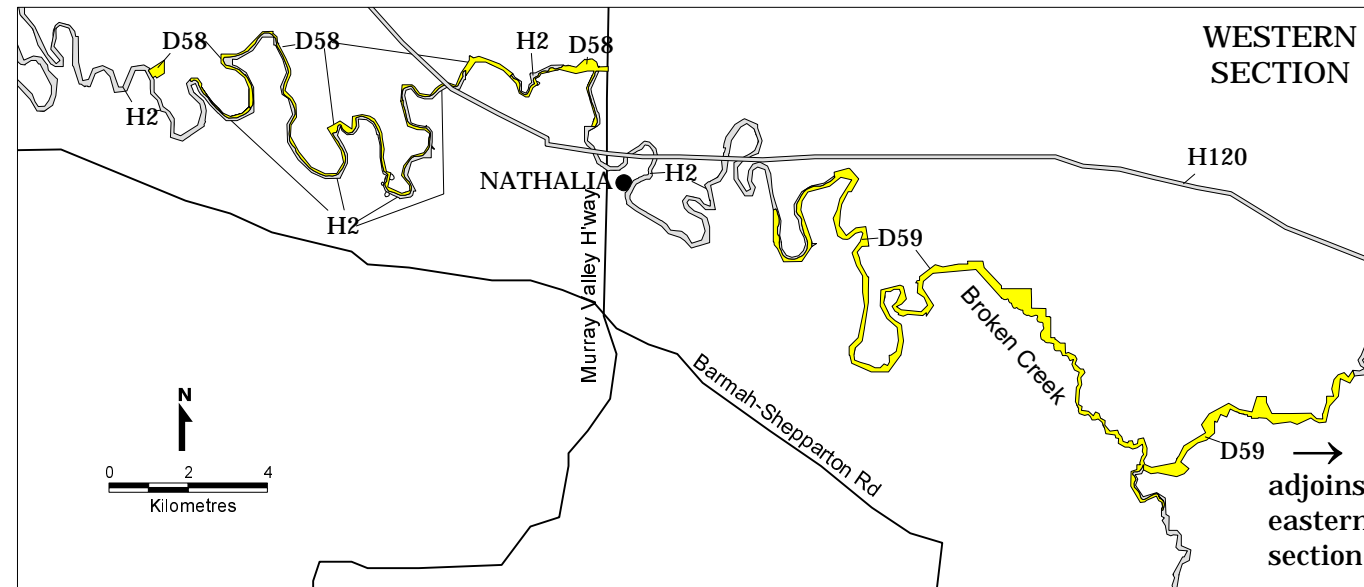 WESTERN
SECTION
D58
D58
H2
D58
H2
H120
NATHALIA
H2
H2
D59
Murray Valley H'way
Broken Creek
Barmah-Shepparton Rd
N
0 2 4
Kilometres
D59
→
adjoins
eastern
section